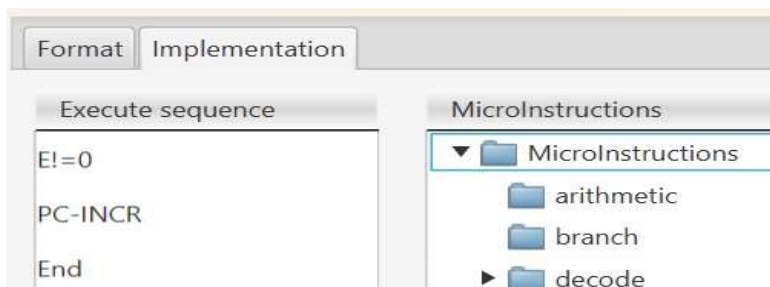 Format Implementation
Execute sequence
E!=0
PC-INCR
End
MicroInstructions
MicroInstructions
arithmetic
branch
decode